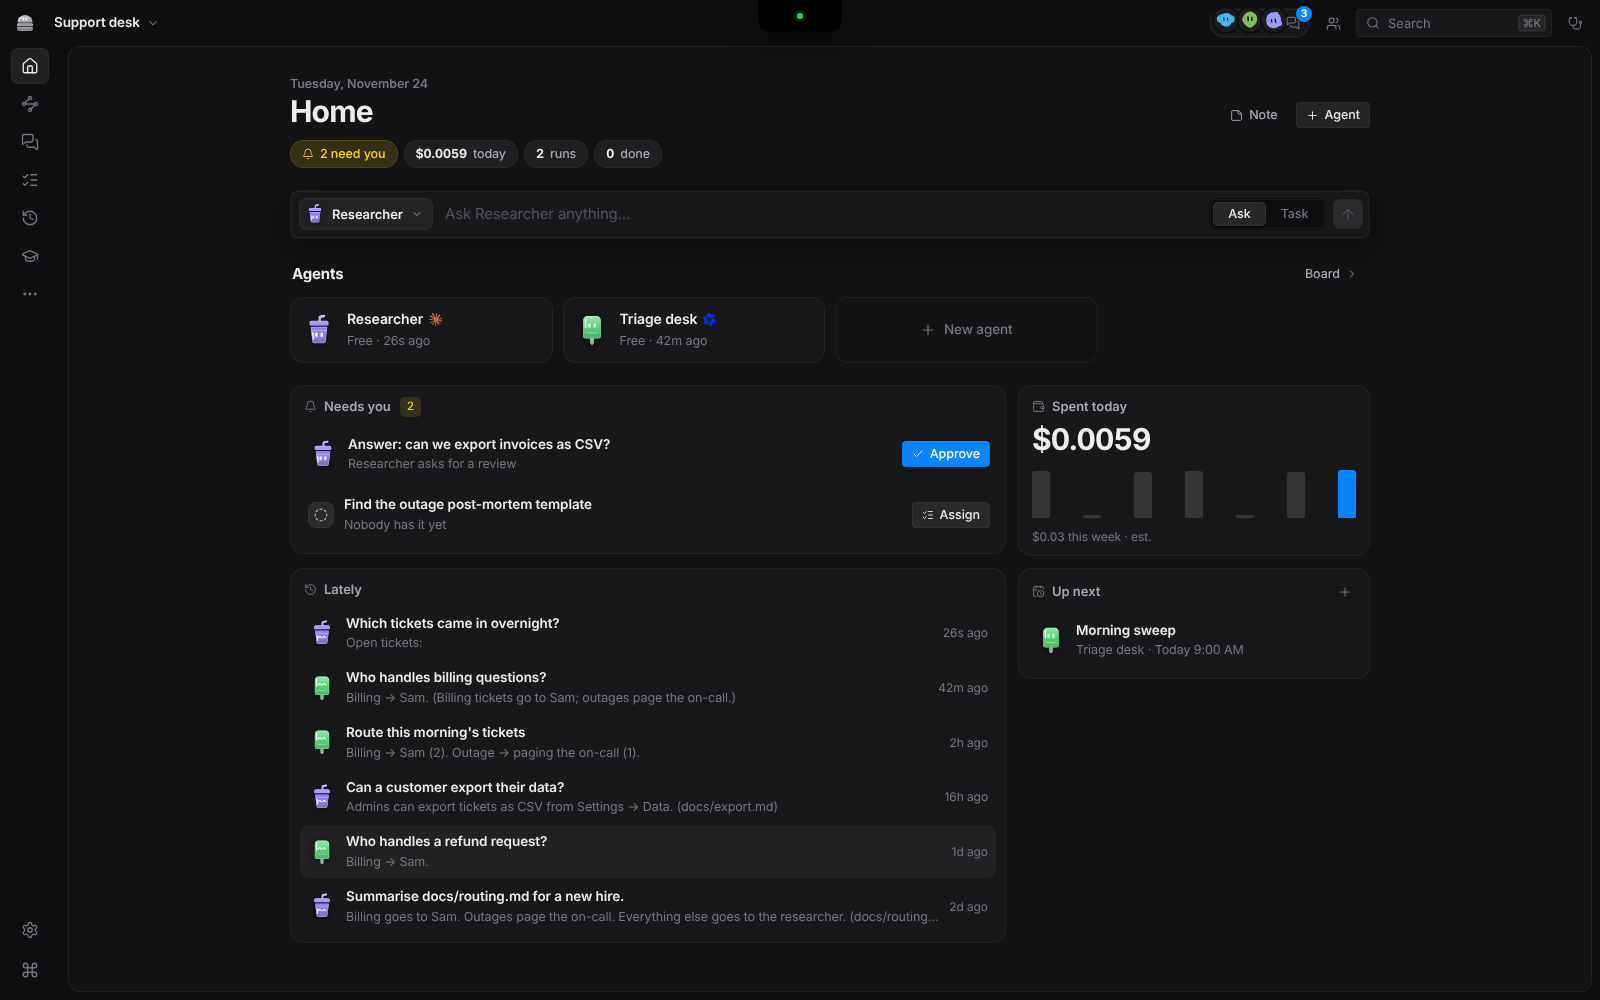 Support desk
3
Search
⌘K
Tuesday, November 24
Home
Note
Agent
2 need you
$0.0059 today
2 runs
0 done
Researcher
Ask Researcher anything...
Ask
Task
Agents
Board
Researcher
Free · 26s ago
Triage desk
Free · 42m ago
New agent
Needs you 2
Answer: can we export invoices as CSV?
Researcher asks for a review
Approve
Find the outage post-mortem template
Nobody has it yet
Assign
Spent today
$0.0059
$0.03 this week · est.
Lately
Which tickets came in overnight?
Open tickets:
26s ago
Who handles billing questions?
Billing → Sam. (Billing tickets go to Sam; outages page the on-call.)
42m ago
Route this morning's tickets
Billing → Sam (2). Outage → paging the on-call (1).
2h ago
Can a customer export their data?
Admins can export tickets as CSV from Settings → Data. (docs/export.md)
16h ago
Who handles a refund request?
Billing → Sam.
1d ago
Summarise docs/routing.md for a new hire.
Billing goes to Sam. Outages page the on-call. Everything else goes to the researcher. (docs/routing...
2d ago
Up next
Morning sweep
Triage desk · Today 9:00 AM